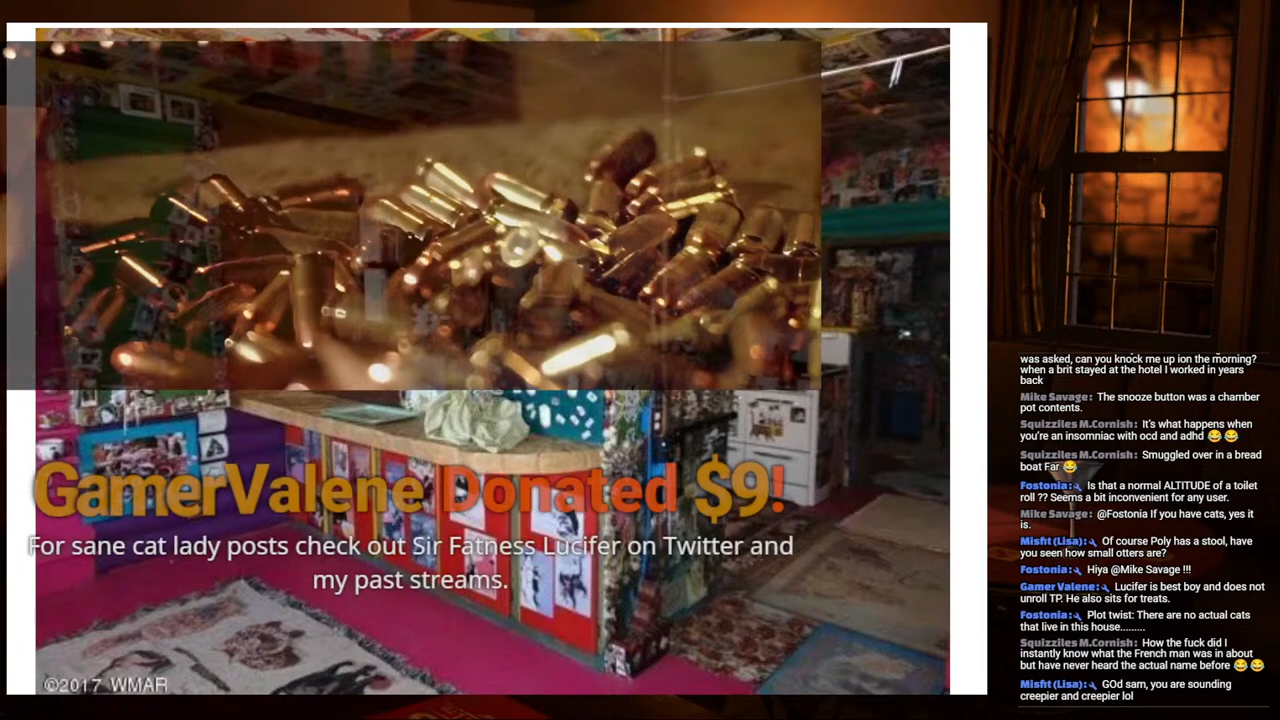 GamerValene Donated $9!
For sane cat lady posts check out Sir Fatness Lucifer on Twitter and
my past streams.
©2017 WMAR
was asked, can you knock me up ion the morning?
when a brit stayed at the hotel I worked in years
back
Mike Savage: The snooze button was a chamber
pot contents.
Squizziles M.Cornish: It's what happens when
you're an insomniac with ocd and adhd 😂 😂
Squizziles M.Cornish: Smuggled over in a bread
boat Far 😂
Fostonia: Is that a normal ALTITUDE of a toilet
roll ?? Seems a bit inconvenient for any user.
Mike Savage: @Fostonia If you have cats, yes it
is.
Misfit (Lisa): Of course Poly has a stool, have
you seen how small otters are?
Fostonia: Hiya @Mike Savage !!!
Gamer Valene: Lucifer is best boy and does not
unroll TP. He also sits for treats.
Fostonia: Plot twist: There are no actual cats
that live in this house.........
Squizziles M.Cornish: How the fuck did I
instantly know what the French man was in about
but have never heard the actual name before 😂 😂
Misfit (Lisa): GOd sam, you are sounding
creepier and creepier lol